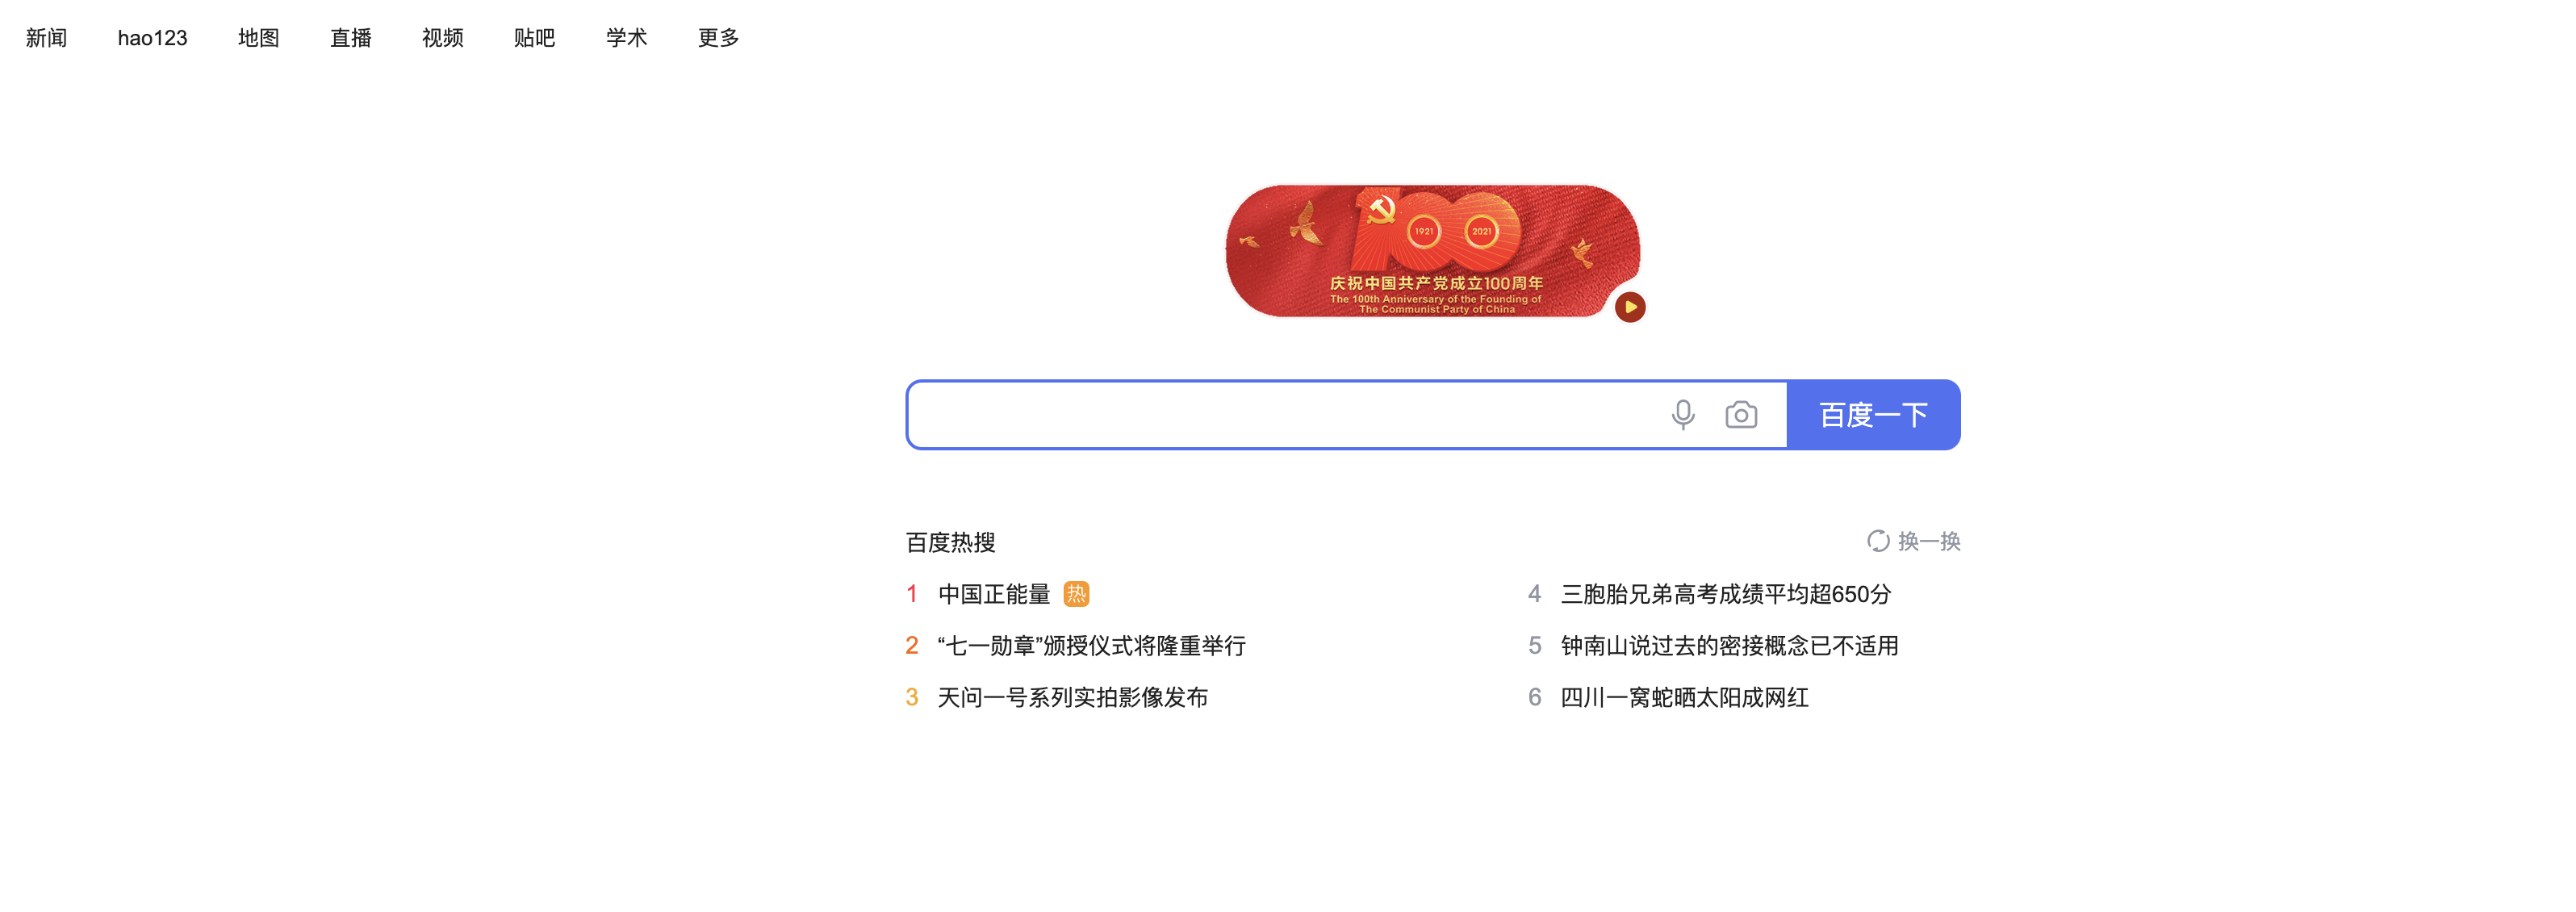 新闻 hao123 地图 直播 视频 贴吧 学术 更多
1921 2021
庆祝中国共产党成立100周年
The 100th Anniversary of the Founding of
The Communist Party of China
百度一下
百度热搜 换一换
1 中国正能量 热
2 “七一勋章”颁授仪式将隆重举行
3 天问一号系列实拍影像发布
4 三胞胎兄弟高考成绩平均超650分
5 钟南山说过去的密接概念已不适用
6 四川一窝蛇晒太阳成网红